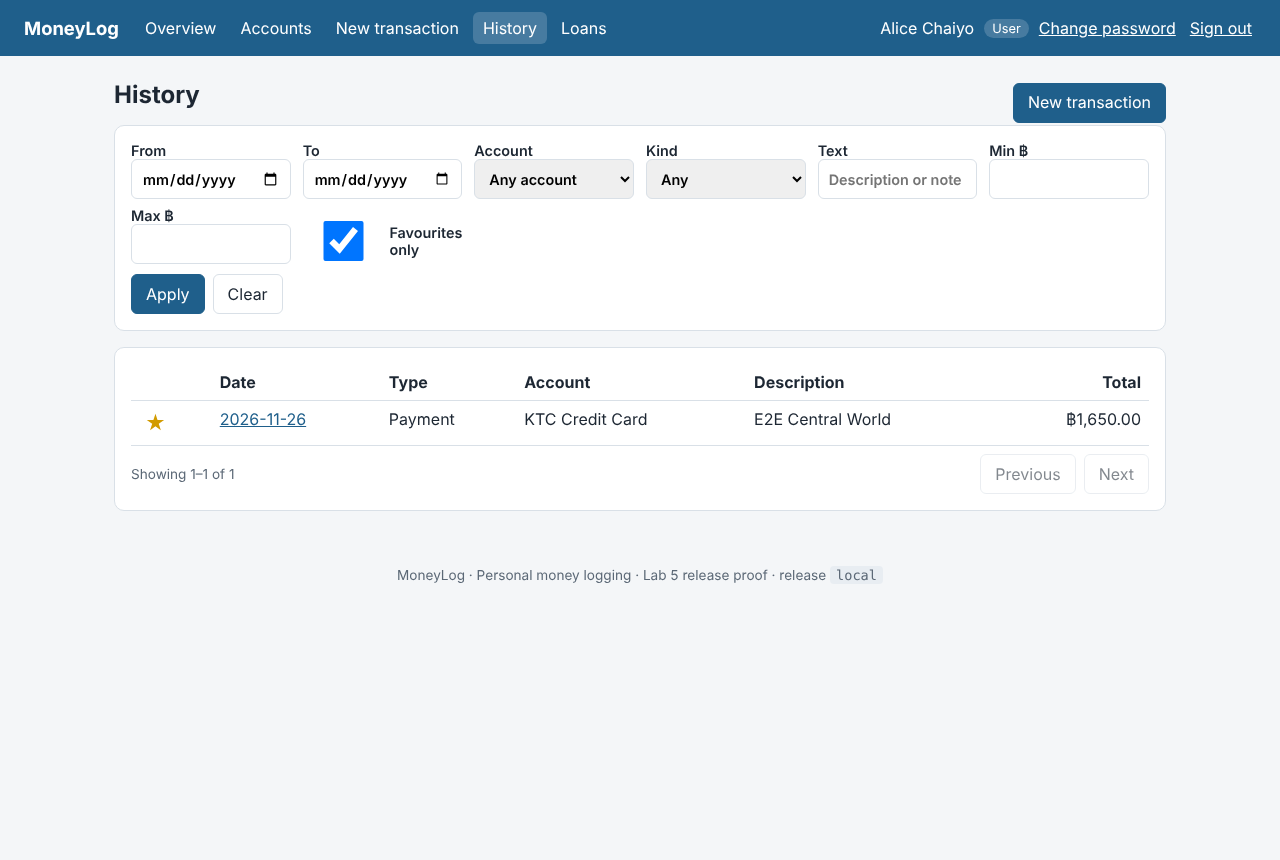 MoneyLog Overview Accounts New transaction History Loans Alice Chaiyo User Change password Sign out
History
New transaction
From To Account Kind Text Min ฿
mm/dd/yyyy mm/dd/yyyy Any account Any Description or note
Max ฿
Favourites
only
Apply Clear
Date Type Account Description Total
★ 2026-11-26 Payment KTC Credit Card E2E Central World ฿1,650.00
Showing 1–1 of 1 Previous Next
MoneyLog · Personal money logging · Lab 5 release proof · release local